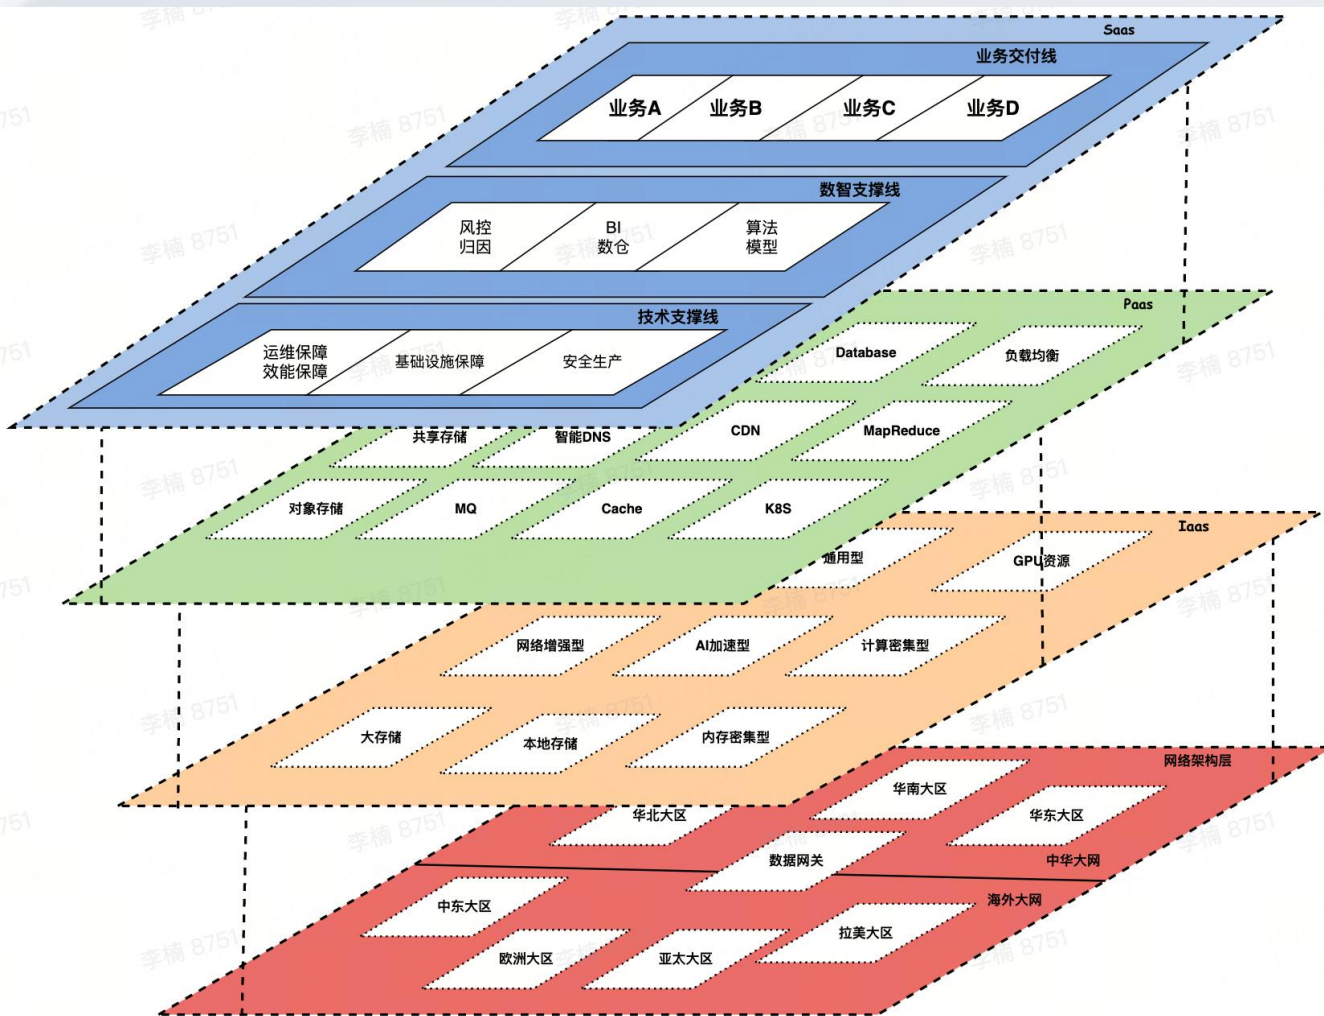 Saas
业务交付线
业务A 业务B 业务C 业务D
数智支撑线
风控
归因
BI
数仓
算法
模型
技术支撑线
运维保障
效能保障
基础设施保障
安全生产
Paas
Database
负载均衡
共享存储
智能DNS
CDN
MapReduce
对象存储
MQ
Cache
K8S
Iaas
通用型
GPU资源
网络增强型
AI加速型
计算密集型
大存储
本地存储
内存密集型
网络架构层
华南大区
华北大区
华东大区
数据网关
中华大网
海外大网
中东大区
拉美大区
欧洲大区
亚太大区
李楠 8751